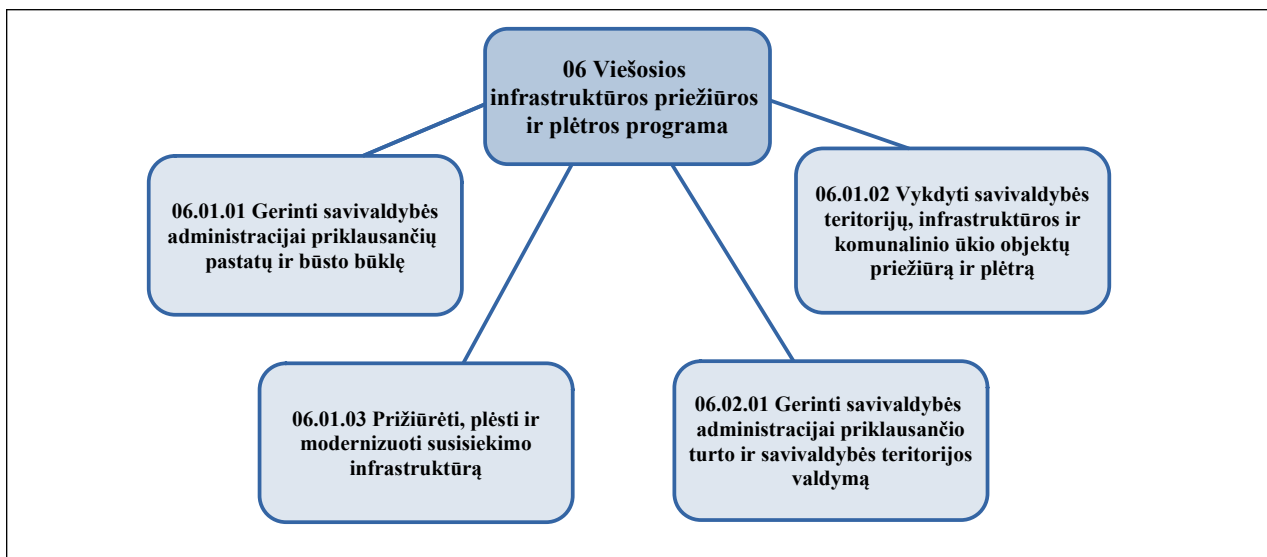 06 Viešosios
infrastruktūros priežiūros
ir plėtros programa
06.01.01 Gerinti savivaldybės
administracijai priklausančių
pastatų ir būsto būklę
06.01.02 Vykdyti savivaldybės
teritorijų, infrastruktūros ir
komunalinio ūkio objektų
priežiūrą ir plėtrą
06.01.03 Prižiūrėti, plėsti ir
modernizuoti susisiekimo
infrastruktūrą
06.02.01 Gerinti savivaldybės
administracijai priklausančio
turto ir savivaldybės teritorijos
valdymą